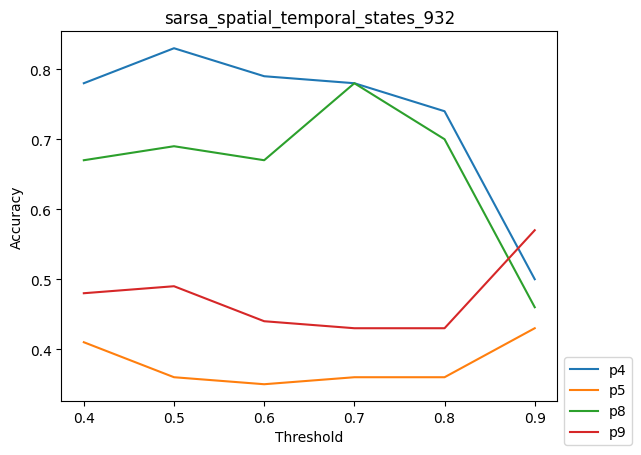 sarsa_spatial_temporal_states_932
Accuracy
0.8
0.7
0.6
0.5
0.4
0.4 0.5 0.6 0.7 0.8 0.9
Threshold
p4
p5
p8
p9